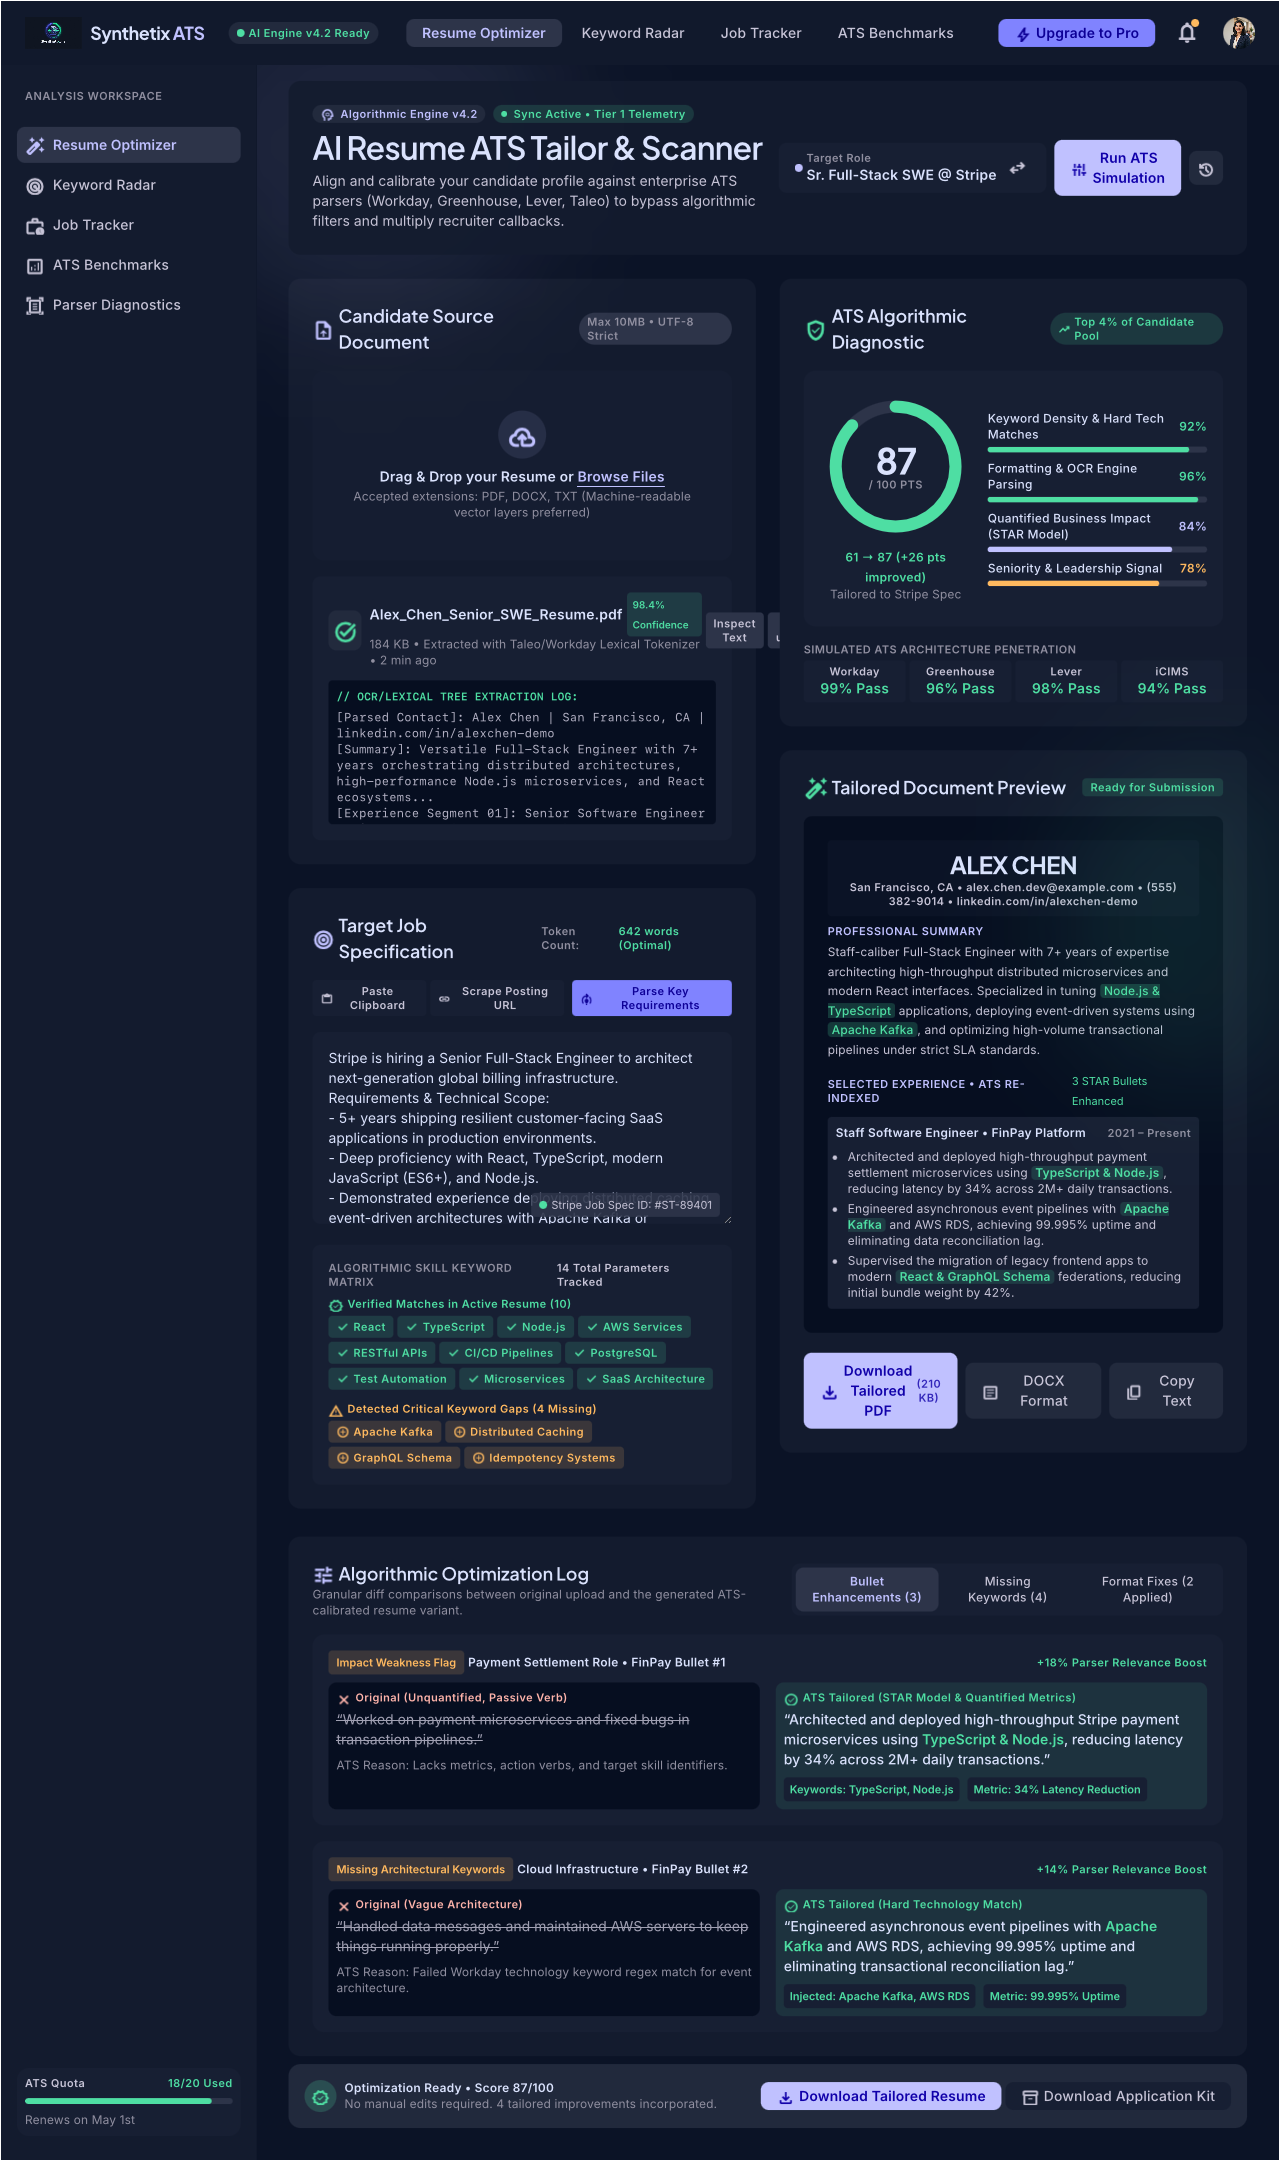 Synthetix ATS
AI Engine v4.2 Ready
Resume Optimizer
Keyword Radar
Job Tracker
ATS Benchmarks
Upgrade to Pro
ANALYSIS WORKSPACE
Resume Optimizer
Keyword Radar
Job Tracker
ATS Benchmarks
Parser Diagnostics
ATS Quota
18/20 Used
Renews on May 1st
Algorithmic Engine v4.2
Sync Active • Tier 1 Telemetry
AI Resume ATS Tailor & Scanner
Align and calibrate your candidate profile against enterprise ATS
parsers (Workday, Greenhouse, Lever, Taleo) to bypass algorithmic
filters and multiply recruiter callbacks.
Target Role
Sr. Full-Stack SWE @ Stripe
Run ATS
Simulation
Candidate Source
Document
Max 10MB • UTF-8
Strict
Drag & Drop your Resume or Browse Files
Accepted extensions: PDF, DOCX, TXT (Machine-readable
vector layers preferred)
Alex_Chen_Senior_SWE_Resume.pdf
98.4%
Confidence
184 KB • Extracted with Taleo/Workday Lexical Tokenizer
• 2 min ago
Inspect
Text
// OCR/LEXICAL TREE EXTRACTION LOG:
[Parsed Contact]: Alex Chen | San Francisco, CA |
linkedin.com/in/alexchen-demo
[Summary]: Versatile Full-Stack Engineer with 7+
years orchestrating distributed architectures,
high-performance Node.js microservices, and React
ecosystems...
[Experience Segment 01]: Senior Software Engineer
Target Job
Specification
Token
Count:
642 words
(Optimal)
Paste
Clipboard
Scrape Posting
URL
Parse Key
Requirements
Stripe is hiring a Senior Full-Stack Engineer to architect
next-generation global billing infrastructure.
Requirements & Technical Scope:
- 5+ years shipping resilient customer-facing SaaS
applications in production environments.
- Deep proficiency with React, TypeScript, modern
JavaScript (ES6+), and Node.js.
- Demonstrated experience deploying distributed caching,
event-driven architectures with Apache Kafka or
Stripe Job Spec ID: #ST-89401
ALGORITHMIC SKILL KEYWORD
MATRIX
14 Total Parameters
Tracked
Verified Matches in Active Resume (10)
React
TypeScript
Node.js
AWS Services
RESTful APIs
CI/CD Pipelines
PostgreSQL
Test Automation
Microservices
SaaS Architecture
Detected Critical Keyword Gaps (4 Missing)
Apache Kafka
Distributed Caching
GraphQL Schema
Idempotency Systems
ATS Algorithmic
Diagnostic
Top 4% of Candidate
Pool
87
/ 100 PTS
61 → 87 (+26 pts
improved)
Tailored to Stripe Spec
Keyword Density & Hard Tech
Matches
92%
Formatting & OCR Engine
Parsing
96%
Quantified Business Impact
(STAR Model)
84%
Seniority & Leadership Signal
78%
SIMULATED ATS ARCHITECTURE PENETRATION
Workday
99% Pass
Greenhouse
96% Pass
Lever
98% Pass
iCIMS
94% Pass
Tailored Document Preview
Ready for Submission
ALEX CHEN
San Francisco, CA • alex.chen.dev@example.com • (555)
382-9014 • linkedin.com/in/alexchen-demo
PROFESSIONAL SUMMARY
Staff-caliber Full-Stack Engineer with 7+ years of expertise
architecting high-throughput distributed microservices and
modern React interfaces. Specialized in tuning Node.js &
TypeScript applications, deploying event-driven systems using
Apache Kafka, and optimizing high-volume transactional
pipelines under strict SLA standards.
SELECTED EXPERIENCE • ATS RE-
INDEXED
3 STAR Bullets
Enhanced
Staff Software Engineer • FinPay Platform
2021 – Present
• Architected and deployed high-throughput payment
settlement microservices using TypeScript & Node.js,
reducing latency by 34% across 2M+ daily transactions.
• Engineered asynchronous event pipelines with Apache
Kafka and AWS RDS, achieving 99.995% uptime and
eliminating data reconciliation lag.
• Supervised the migration of legacy frontend apps to
modern React & GraphQL Schema federations, reducing
initial bundle weight by 42%.
Download
Tailored
PDF
(210
KB)
DOCX
Format
Copy
Text
Algorithmic Optimization Log
Granular diff comparisons between original upload and the generated ATS-
calibrated resume variant.
Bullet
Enhancements (3)
Missing
Keywords (4)
Format Fixes (2
Applied)
Impact Weakness Flag
Payment Settlement Role • FinPay Bullet #1
+18% Parser Relevance Boost
Original (Unquantified, Passive Verb)
“Worked on payment microservices and fixed bugs in
transaction pipelines.”
ATS Reason: Lacks metrics, action verbs, and target skill identifiers.
ATS Tailored (STAR Model & Quantified Metrics)
“Architected and deployed high-throughput Stripe payment
microservices using TypeScript & Node.js, reducing latency
by 34% across 2M+ daily transactions.”
Keywords: TypeScript, Node.js
Metric: 34% Latency Reduction
Missing Architectural Keywords
Cloud Infrastructure • FinPay Bullet #2
+14% Parser Relevance Boost
Original (Vague Architecture)
“Handled data messages and maintained AWS servers to keep
things running properly.”
ATS Reason: Failed Workday technology keyword regex match for event
architecture.
ATS Tailored (Hard Technology Match)
“Engineered asynchronous event pipelines with Apache
Kafka and AWS RDS, achieving 99.995% uptime and
eliminating transactional reconciliation lag.”
Injected: Apache Kafka, AWS RDS
Metric: 99.995% Uptime
Optimization Ready • Score 87/100
No manual edits required. 4 tailored improvements incorporated.
Download Tailored Resume
Download Application Kit